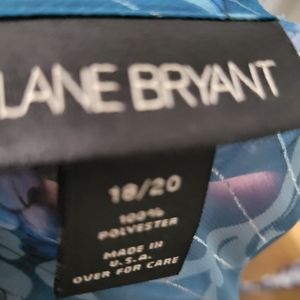 LANE BRYANT
18/20
100%
POLYESTER
MADE IN
U.S.A.
OVER FOR CARE